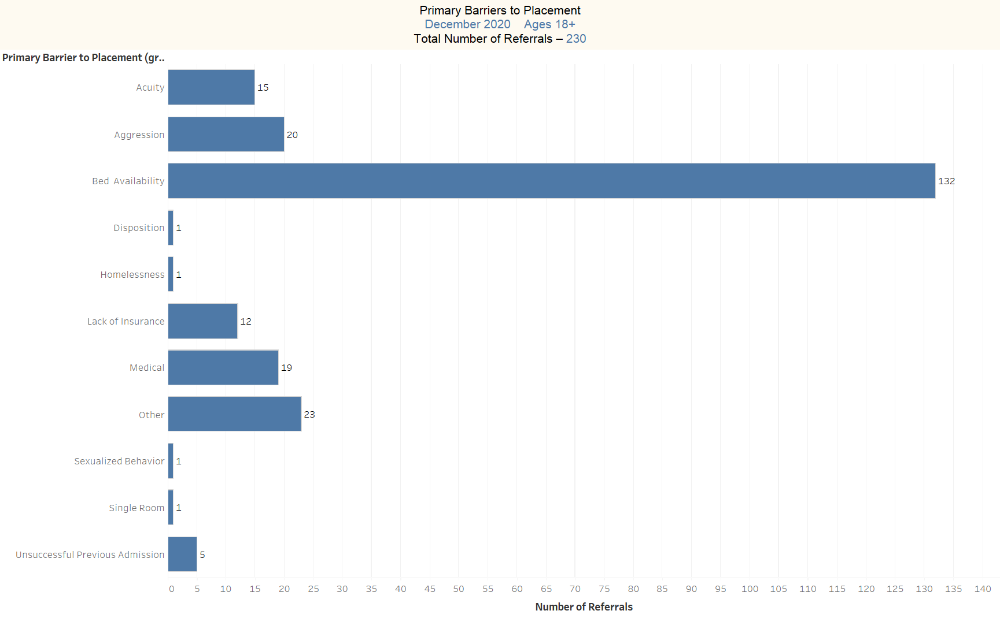 Primary Barriers to Placement
December 2020 Ages 18+
Total Number of Referrals – 230
Primary Barrier to Placement (gr..
Acuity 15
Aggression 20
Bed  Availability 132
Disposition 1
Homelessness 1
Lack of Insurance 12
Medical 19
Other 23
Sexualized Behavior 1
Single Room 1
Unsuccessful Previous Admission 5
0 5 10 15 20 25 30 35 40 45 50 55 60 65 70 75 80 85 90 95 100 105 110 115 120 125 130 135 140
Number of Referrals